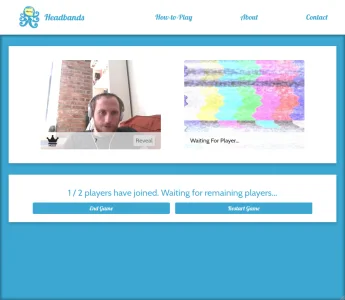 Headbands
How-to-Play
About
Contact
?
Reveal
Waiting For Player...
1 / 2 players have joined. Waiting for remaining players...
End Game
Restart Game